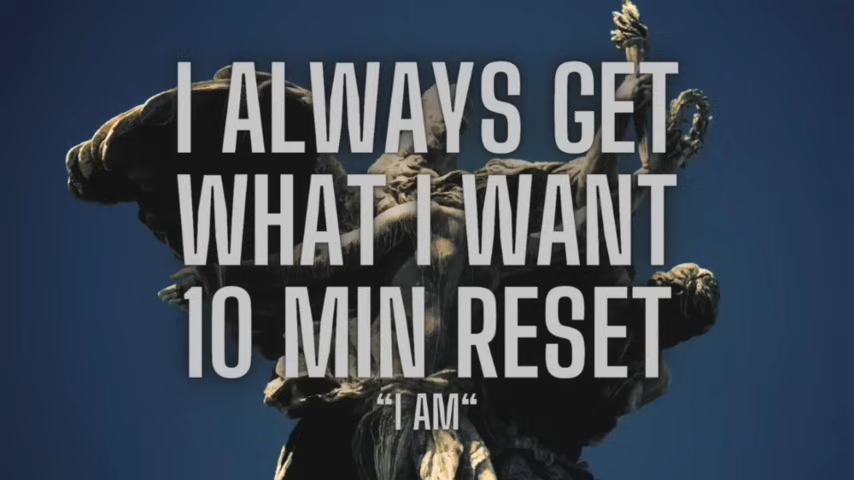 I ALWAYS GET
WHAT I WANT
10 MIN RESET
“I AM“